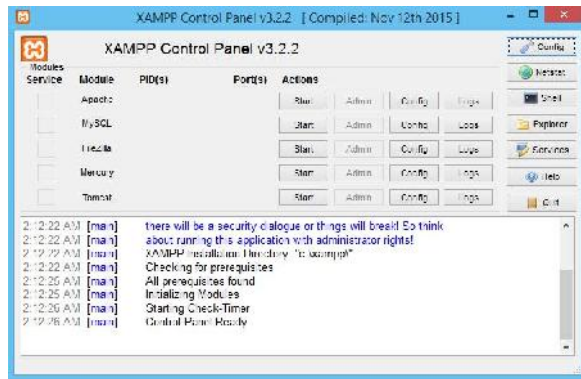 XAMPP Control Panel v3.2.2 [ Compiled: Nov 12th 2015 ]
XAMPP Control Panel v3.2.2
Modules
Service Module PID(s) Port(s) Actions
Apache Start Admin Config Logs
MySQL Start Admin Config Logs
FileZilla Start Admin Config Logs
Mercury Start Admin Config Logs
Tomcat Start Admin Config Logs
Config
Netstat
Shell
Explorer
Services
Help
Quit
2:12:22 AM [main] there will be a security dialogue or things will break! So think
2:12:22 AM [main] about running this application with administrator rights!
2:12:22 AM [main] XAMPP Installation Directory: "c:\xampp\"
2:12:22 AM [main] Checking for prerequisites
2:12:25 AM [main] All prerequisites found
2:12:25 AM [main] Initializing Modules
2:12:26 AM [main] Starting Check-Timer
2:12:26 AM [main] Control Panel Ready